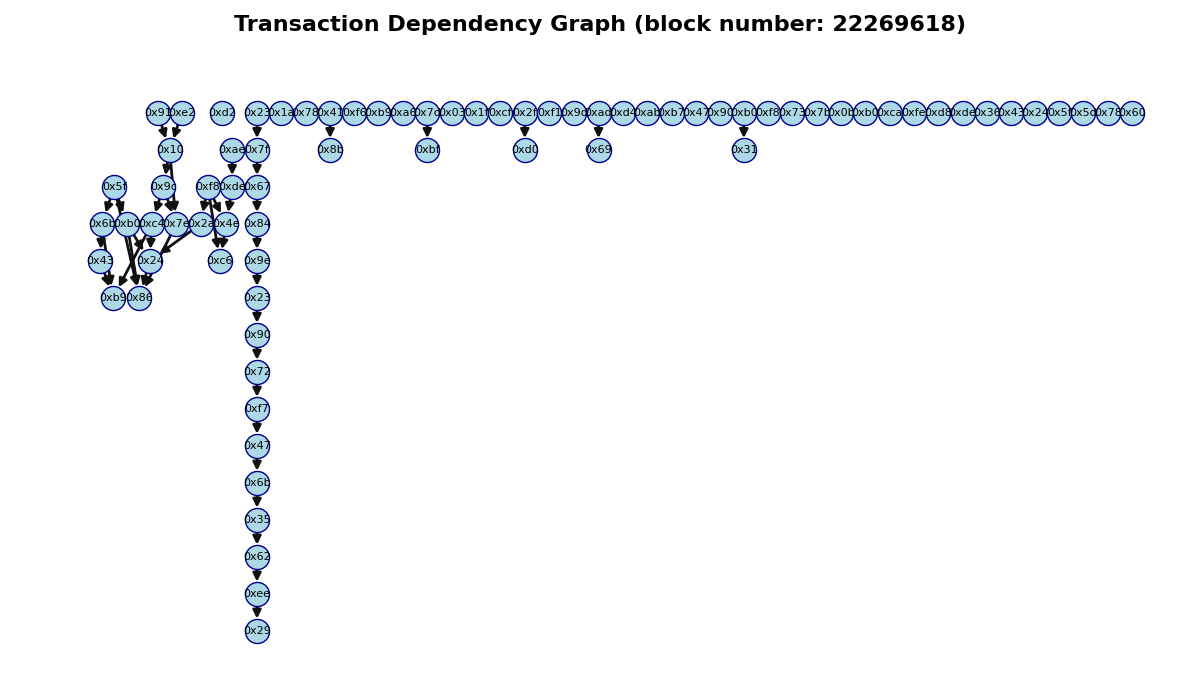 Transaction Dependency Graph (block number: 22269618)
0x91 0xe2 0xd2 0x23 0x1a 0x78 0x41 0xf6 0xb9 0xa6 0x7c 0x03 0x1f 0xcf 0x2f 0xf1 0x9d 0xad 0xd4 0xab 0xb7 0x47 0x90 0xb0 0xf8 0x73 0x7b 0x0b 0xb0 0xca 0xfe 0xd8 0xde 0x36 0x43 0x24 0x5f 0x5d 0x78 0x60
0x10 0xae 0x7f 0x8b 0xbf 0xd0 0x69 0x31
0x5f 0x9c 0xf8 0xde 0x67
0x6b 0xb0 0xc4 0x7e 0x2a 0x4e 0x84
0x43 0x24 0xc6 0x9e
0xb9 0x86 0x23
0x90
0x72
0xf7
0x47
0x6b
0x35
0x62
0xee
0x29